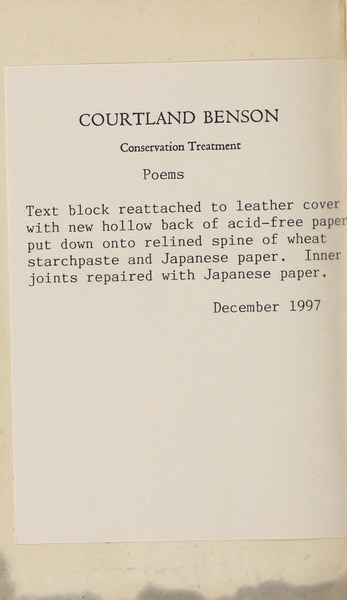 COURTLAND BENSON
Conservation Treatment
Poems
Text block reattached to leather cover
with new hollow back of acid-free paper
put down onto relined spine of wheat
starchpaste and Japanese paper. Inner
joints repaired with Japanese paper.
December 1997